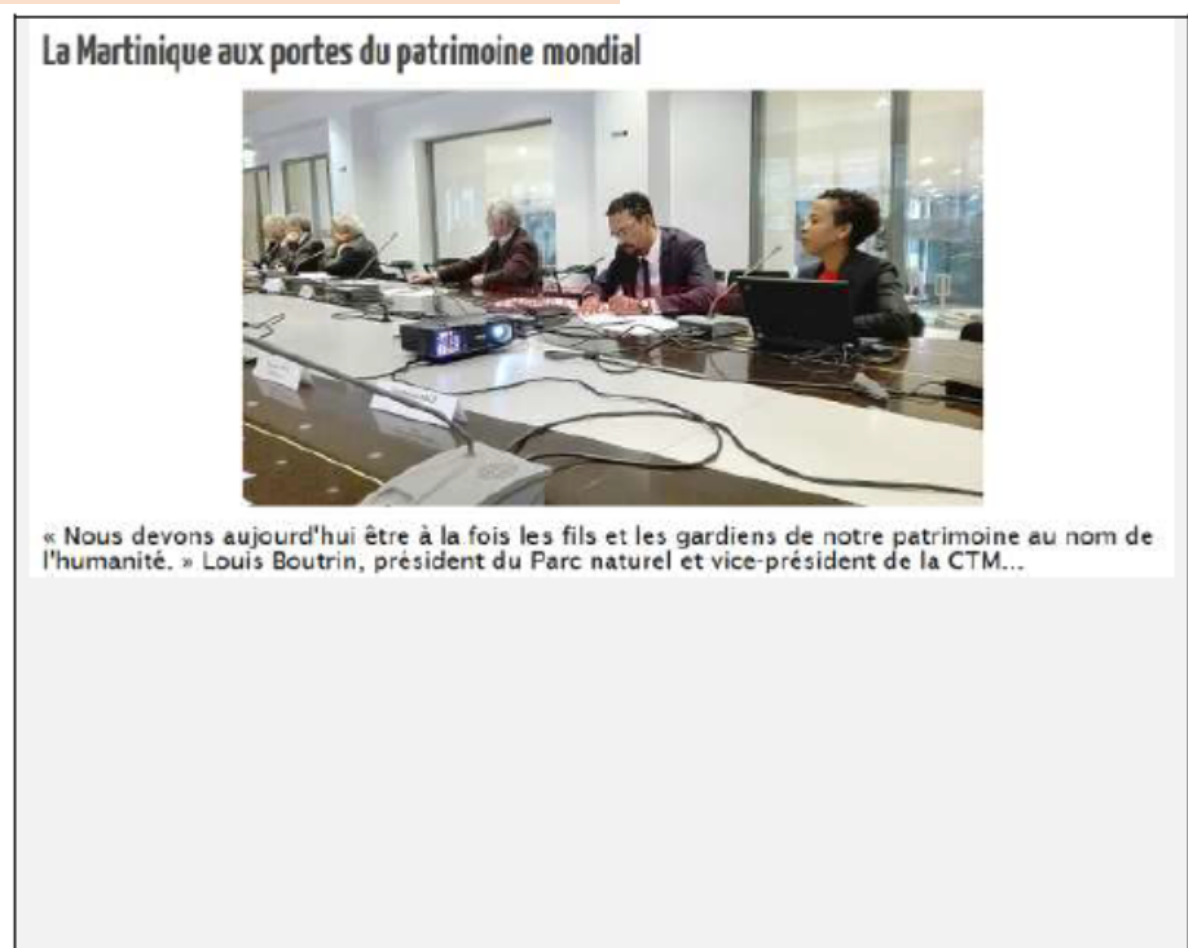 La Martinique aux portes du patrimoine mondial
« Nous devons aujourd'hui être à la fois les fils et les gardiens de notre patrimoine au nom de
l'humanité. » Louis Boutrin, président du Parc naturel et vice-président de la CTM...